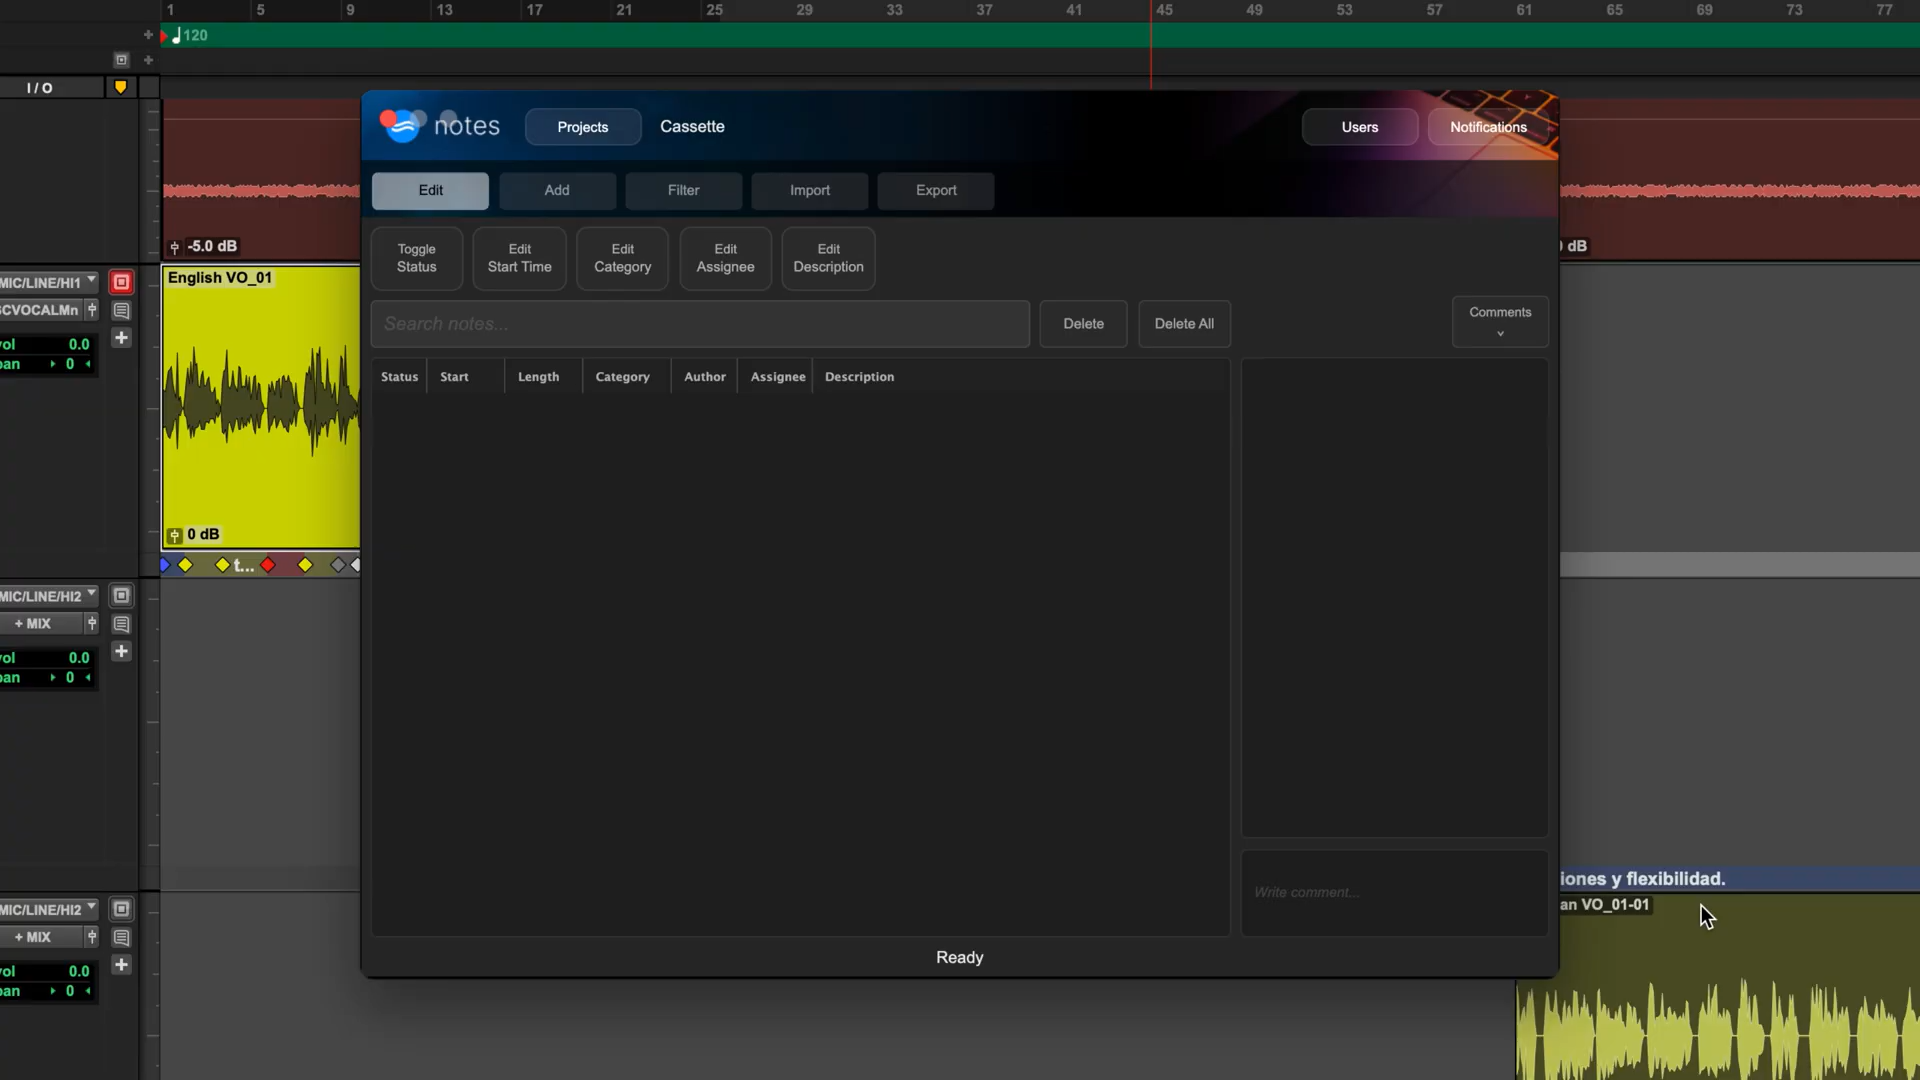 1 5 9 13 17 21 25 29 33 37 41 45 49 53 57 61 65 69 73 77
120
I / O
notes Projects Cassette Users Notifications
Edit Add Filter Import Export
-5.0 dB
dB
Toggle Status
Edit Start Time
Edit Category
Edit Assignee
Edit Description
MIC/LINE/HI1
English VO_01
CVOCALMn
Search notes...
Delete
Delete All
Comments
vol 0.0
pan 0
Status Start Length Category Author Assignee Description
0 dB
t...
MIC/LINE/HI2
+ MIX
vol 0.0
pan 0
iones y flexibilidad.
Write comment...
an VO_01-01
MIC/LINE/HI2
+ MIX
Ready
vol 0.0
pan 0